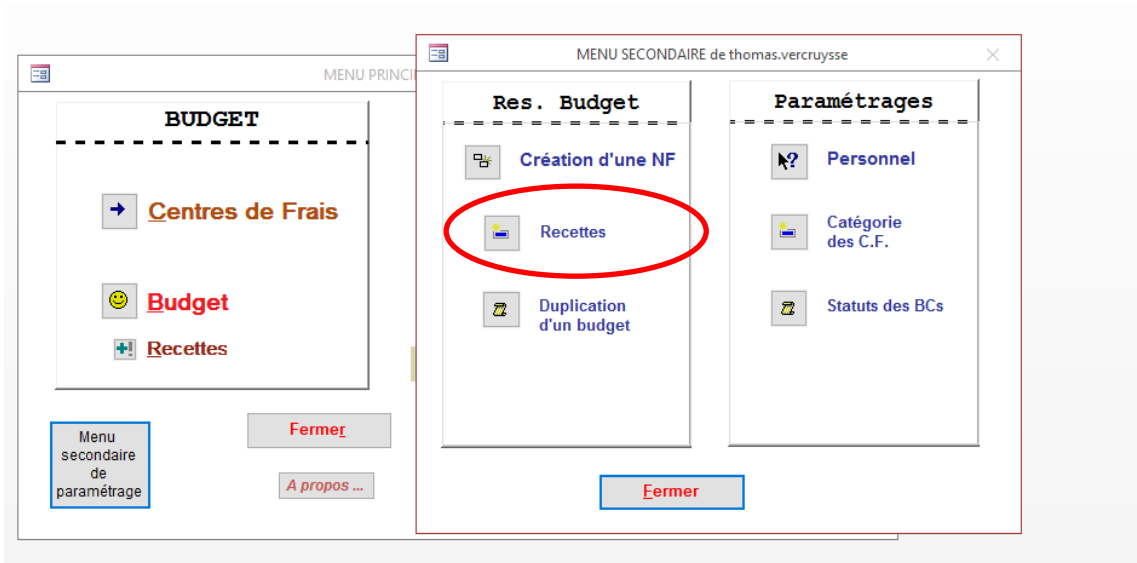 MENU PRINCI
BUDGET
Centres de Frais
Budget
Recettes
Menu
secondaire
de
paramétrage
Fermer
A propos ...
MENU SECONDAIRE de thomas.vercruysse
Res. Budget
Création d'une NF
Recettes
Duplication
d'un budget
Paramétrages
Personnel
Catégorie
des C.F.
Statuts des BCs
Fermer